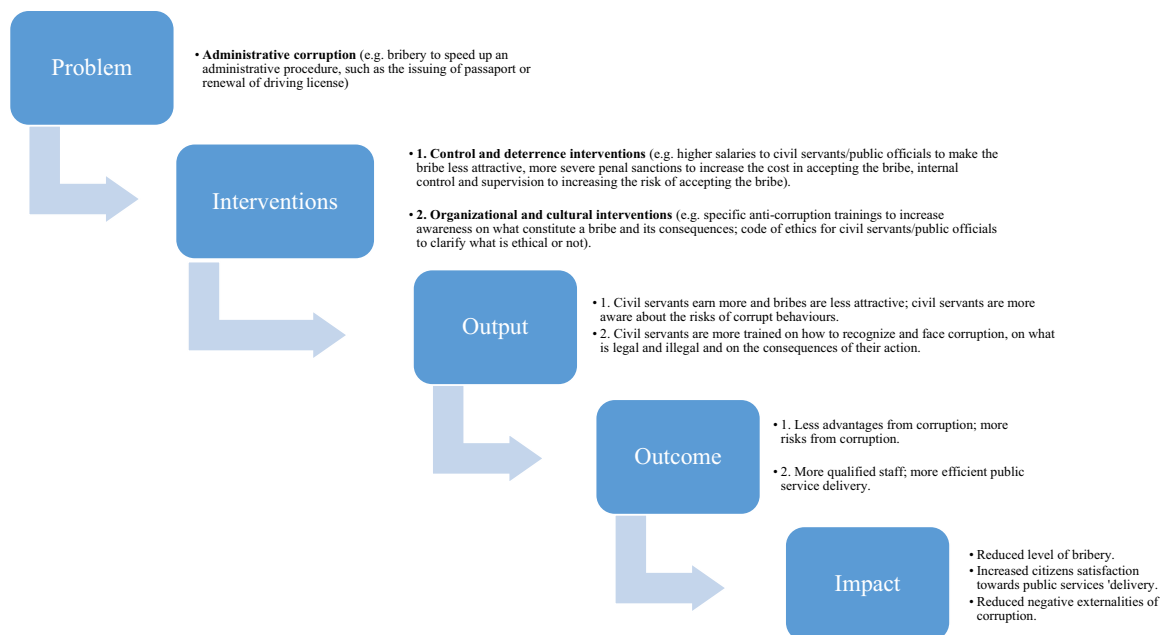 Problem
• Administrative corruption (e.g. bribery to speed up an
administrative procedure, such as the issuing of passaport or
renewal of driving license)
Interventions
• 1. Control and deterrence interventions (e.g. higher salaries to civil servants/public officials to make the
bribe less attractive, more severe penal sanctions to increase the cost in accepting the bribe, internal
control and supervision to increasing the risk of accepting the bribe).
• 2. Organizational and cultural interventions (e.g. specific anti-corruption trainings to increase
awareness on what constitute a bribe and its consequences; code of ethics for civil servants/public officials
to clarify what is ethical or not).
Output
• 1. Civil servants earn more and bribes are less attractive; civil servants are more
aware about the risks of corrupt behaviours.
• 2. Civil servants are more trained on how to recognize and face corruption, on what
is legal and illegal and on the consequences of their action.
Outcome
• 1. Less advantages from corruption; more
risks from corruption.
• 2. More qualified staff; more efficient public
service delivery.
Impact
• Reduced level of bribery.
• Increased citizens satisfaction
towards public services 'delivery.
• Reduced negative externalities of
corruption.